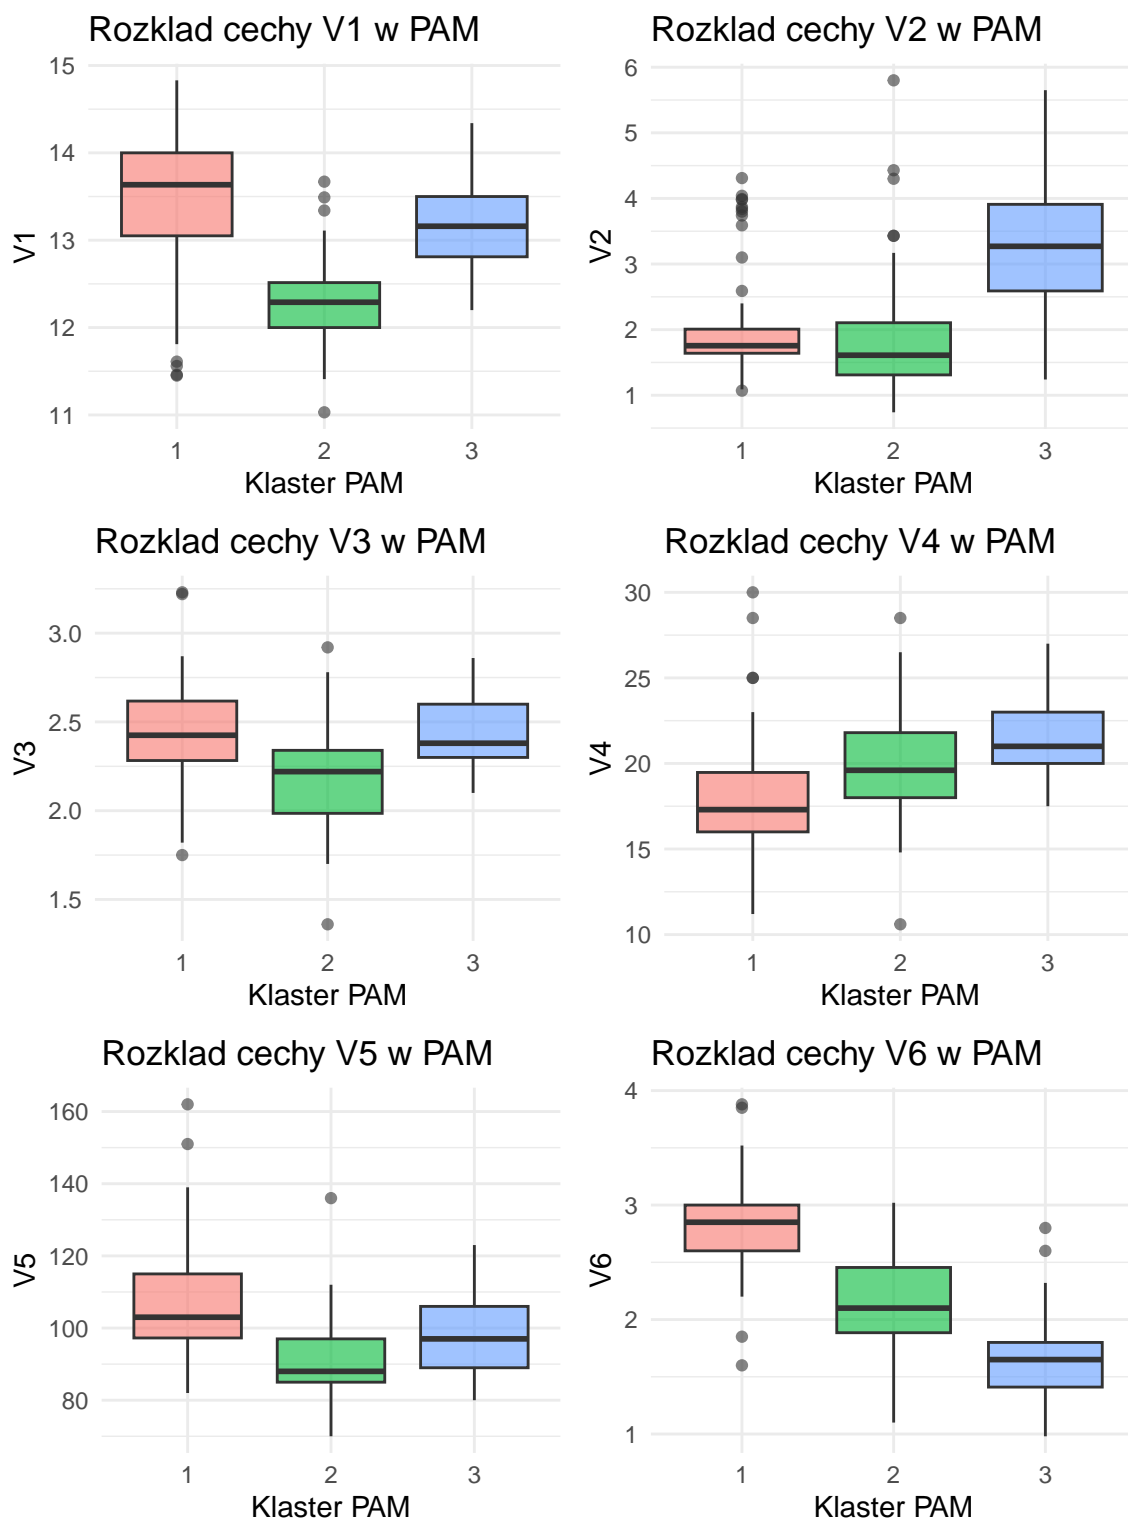 Rozklad cechy V1 w PAM
15
14
13
12
11
V1
1 2 3
Klaster PAM
Rozklad cechy V2 w PAM
6
5
4
3
2
1
V2
1 2 3
Klaster PAM
Rozklad cechy V3 w PAM
3.0
2.5
2.0
1.5
V3
1 2 3
Klaster PAM
Rozklad cechy V4 w PAM
30
25
20
15
10
V4
1 2 3
Klaster PAM
Rozklad cechy V5 w PAM
160
140
120
100
80
V5
1 2 3
Klaster PAM
Rozklad cechy V6 w PAM
4
3
2
1
V6
1 2 3
Klaster PAM